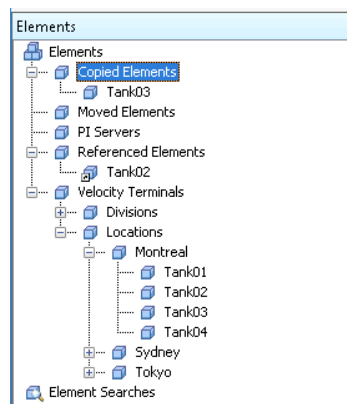 Elements
Elements
Copied Elements
Tank03
Moved Elements
PI Servers
Referenced Elements
Tank02
Velocity Terminals
Divisions
Locations
Montreal
Tank01
Tank02
Tank03
Tank04
Sydney
Tokyo
Element Searches